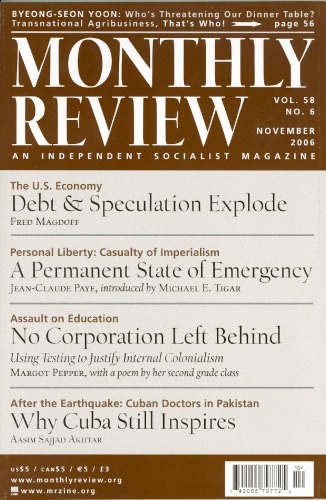 BYEONG-SEON YOON: Who's Threatening Our Dinner Table?
Transnational Agribusiness, That's Who! page 56
MONTHLY
REVIEW
VOL. 58
NO. 6
NOVEMBER
2006
AN INDEPENDENT SOCIALIST MAGAZINE
The U.S. Economy
Debt & Speculation Explode
FRED MAGDOFF
Personal Liberty: Casualty of Imperialism
A Permanent State of Emergency
JEAN-CLAUDE PAYE, introduced by MICHAEL E. TIGAR
Assault on Education
No Corporation Left Behind
Using Testing to Justify Internal Colonialism
MARGOT PEPPER, with a poem by her second grade class
After the Earthquake: Cuban Doctors in Pakistan
Why Cuba Still Inspires
AASIM SAJJAD AKHTAR
US$5 / CAN$5 / €5 / £3
www.monthlyreview.org
www.mrzine.org